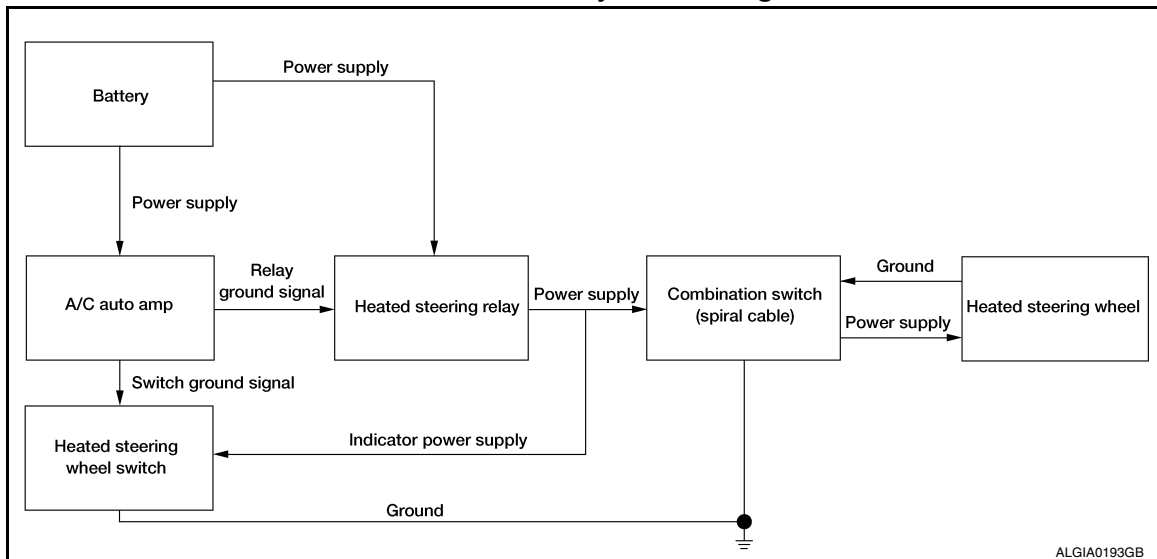 Power supply
Battery
Power supply
A/C auto amp
Relay
ground signal
Heated steering relay
Power supply
Combination switch
(spiral cable)
Ground
Power supply
Heated steering wheel
Switch ground signal
Heated steering
wheel switch
Indicator power supply
Ground
ALGIA0193GB